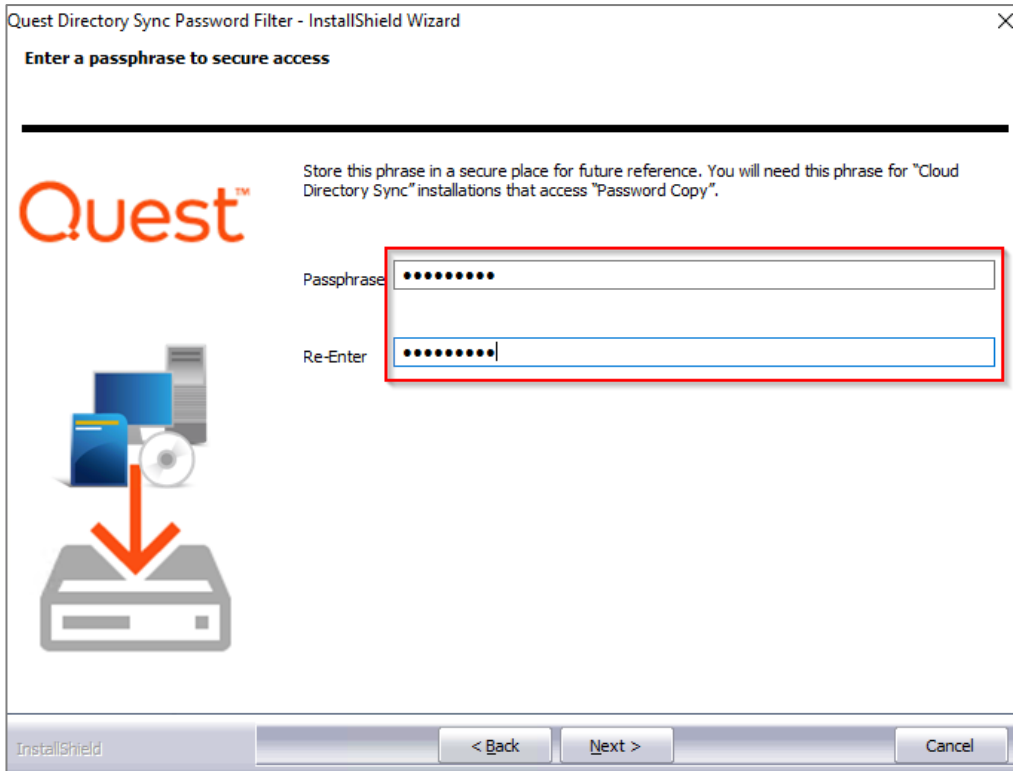 Quest Directory Sync Password Filter - InstallShield Wizard
Enter a passphrase to secure access
Store this phrase in a secure place for future reference. You will need this phrase for “Cloud
Directory Sync” installations that access “Password Copy”.
Quest™
Passphrase •••••••••
Re-Enter •••••••••
InstallShield
< Back Next > Cancel